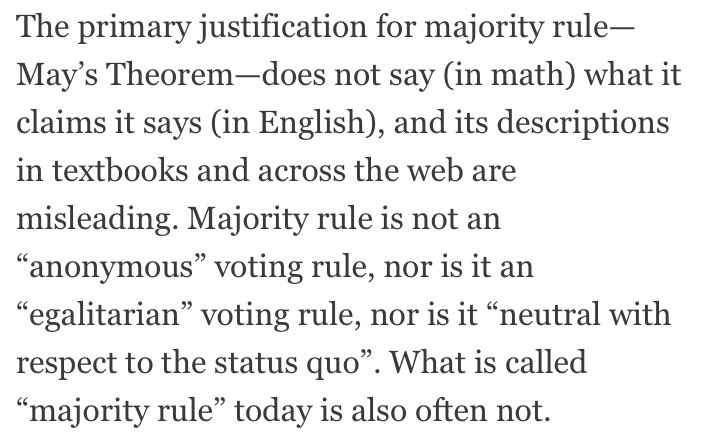 The primary justification for majority rule—
May’s Theorem—does not say (in math) what it
claims it says (in English), and its descriptions
in textbooks and across the web are
misleading. Majority rule is not an
“anonymous” voting rule, nor is it an
“egalitarian” voting rule, nor is it “neutral with
respect to the status quo”. What is called
“majority rule” today is also often not.